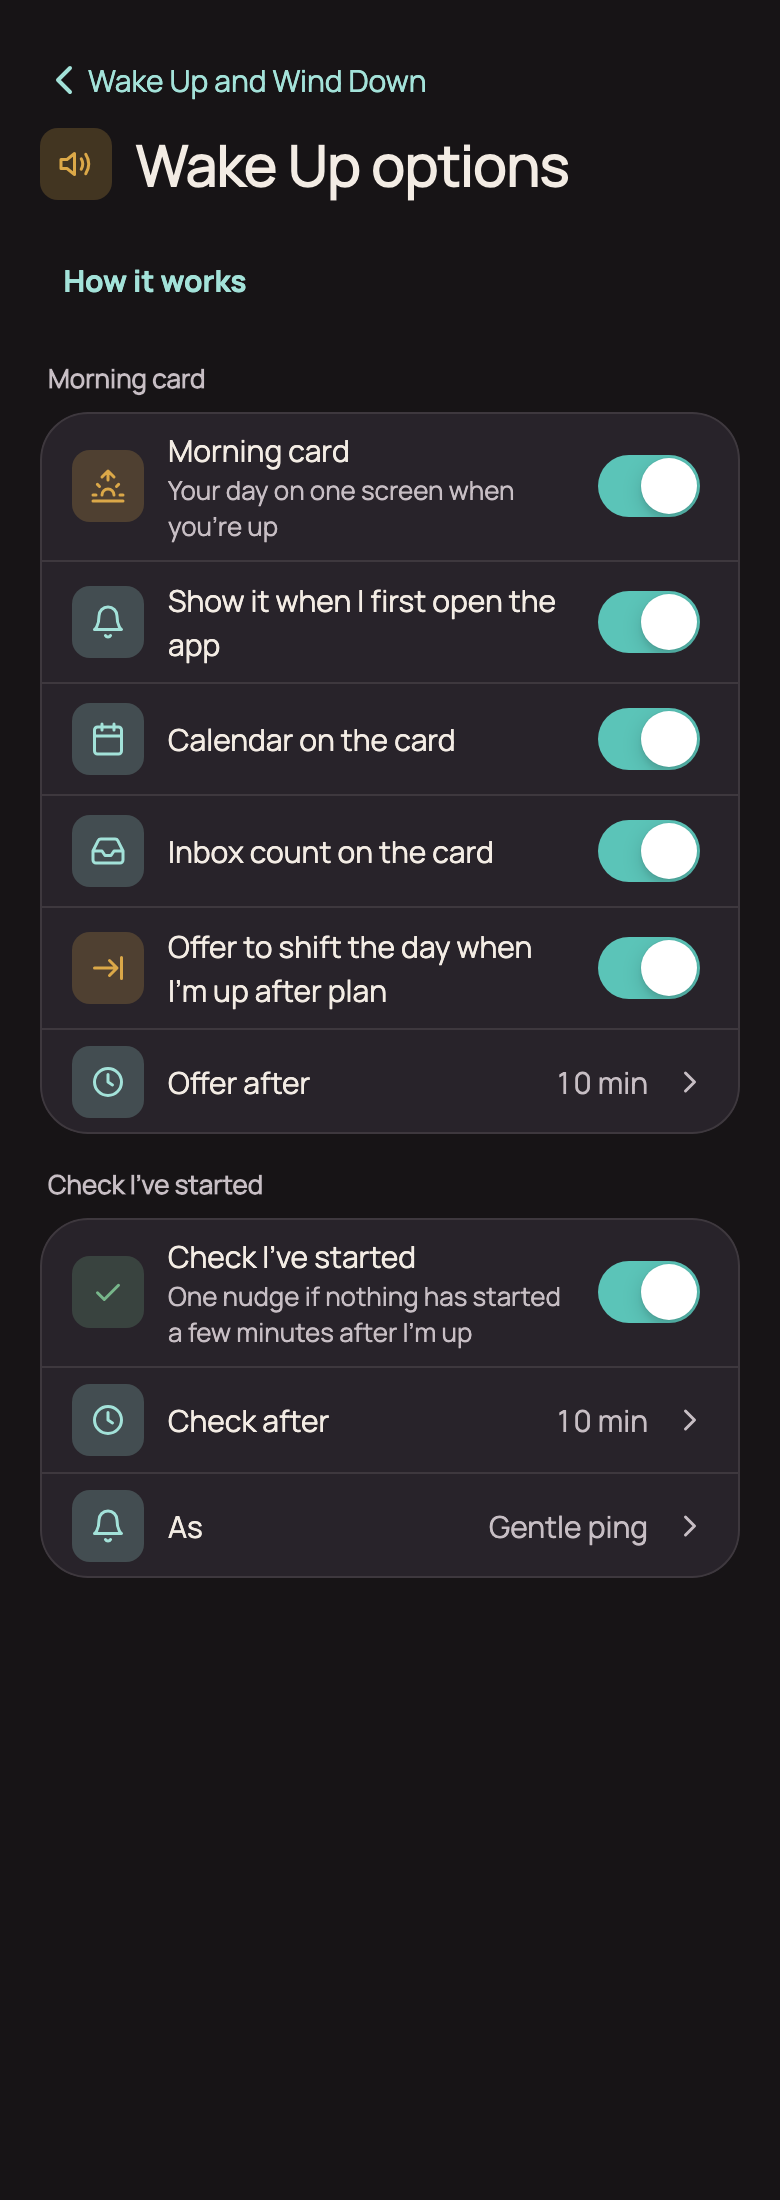 Wake Up and Wind Down
Wake Up options
How it works
Morning card
Morning card
Your day on one screen when
you're up
Show it when I first open the
app
Calendar on the card
Inbox count on the card
Offer to shift the day when
I'm up after plan
Offer after 10 min
Check I've started
Check I've started
One nudge if nothing has started
a few minutes after I'm up
Check after 10 min
As Gentle ping